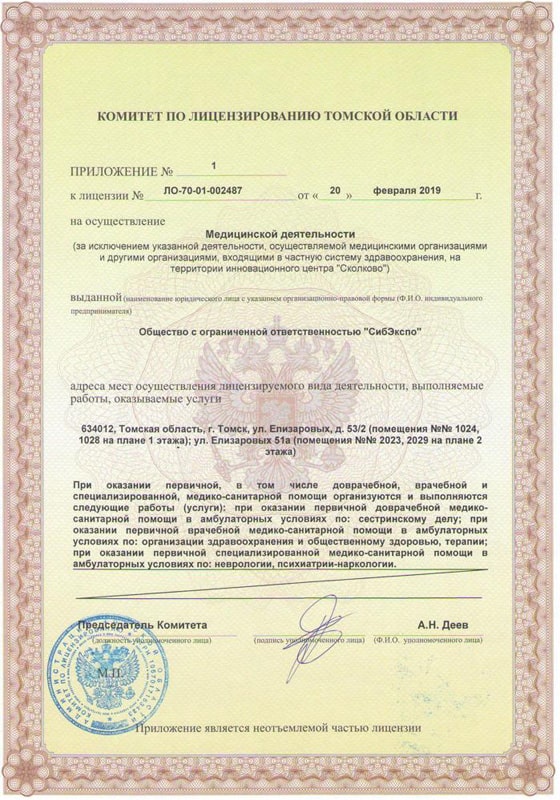 КОМИТЕТ ПО ЛИЦЕНЗИРОВАНИЮ ТОМСКОЙ ОБЛАСТИ
ПРИЛОЖЕНИЕ № 1
к лицензии № ЛО-70-01-002487 от « 20 » февраля 2019 г.
на осуществление
Медицинской деятельности
(за исключением указанной деятельности, осуществляемой медицинскими организациями
и другими организациями, входящими в частную систему здравоохранения, на
территории инновационного центра "Сколково")
выданной (наименование юридического лица с указанием организационно-правовой формы (Ф.И.О. индивидуального
предпринимателя)
Общество с ограниченной ответственностью "СибЭкспо"
адреса мест осуществления лицензируемого вида деятельности, выполняемые
работы, оказываемые услуги
634012, Томская область, г. Томск, ул. Елизаровых, д. 53/2 (помещения №№ 1024,
1028 на плане 1 этажа); ул. Елизаровых 51а (помещения №№ 2023, 2029 на плане 2
этажа)
При оказании первичной, в том числе доврачебной, врачебной и
специализированной, медико-санитарной помощи организуются и выполняются
следующие работы (услуги): при оказании первичной доврачебной медико-
санитарной помощи в амбулаторных условиях по: сестринскому делу; при
оказании первичной врачебной медико-санитарной помощи в амбулаторных
условиях по: организации здравоохранения и общественному здоровью, терапии;
при оказании первичной специализированной медико-санитарной помощи в
амбулаторных условиях по: неврологии, психиатрии-наркологии.
Председатель Комитета А.Н. Деев
(должность уполномоченного лица) (подпись уполномоченного лица) (Ф.И.О. уполномоченного лица)
М.П.
Приложение является неотъемлемой частью лицензии